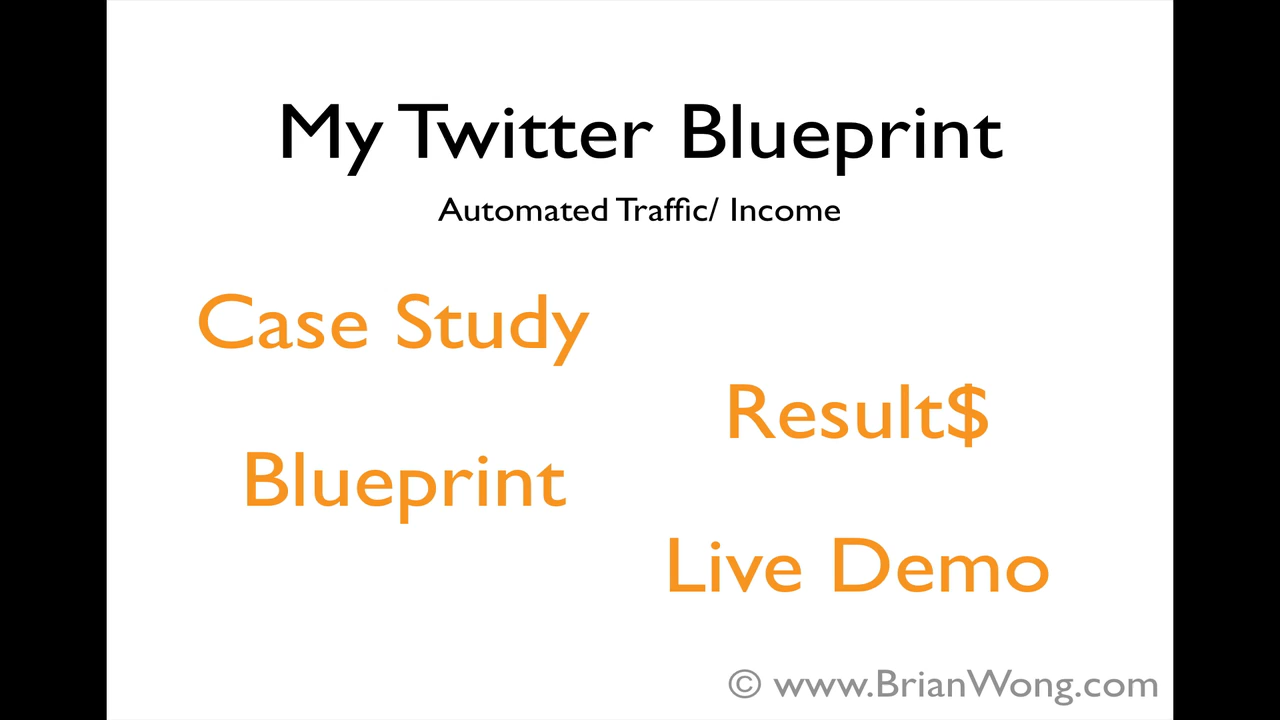 My Twitter Blueprint
Automated Traffic/ Income
Case Study
Result$
Blueprint
Live Demo
© www.BrianWong.com